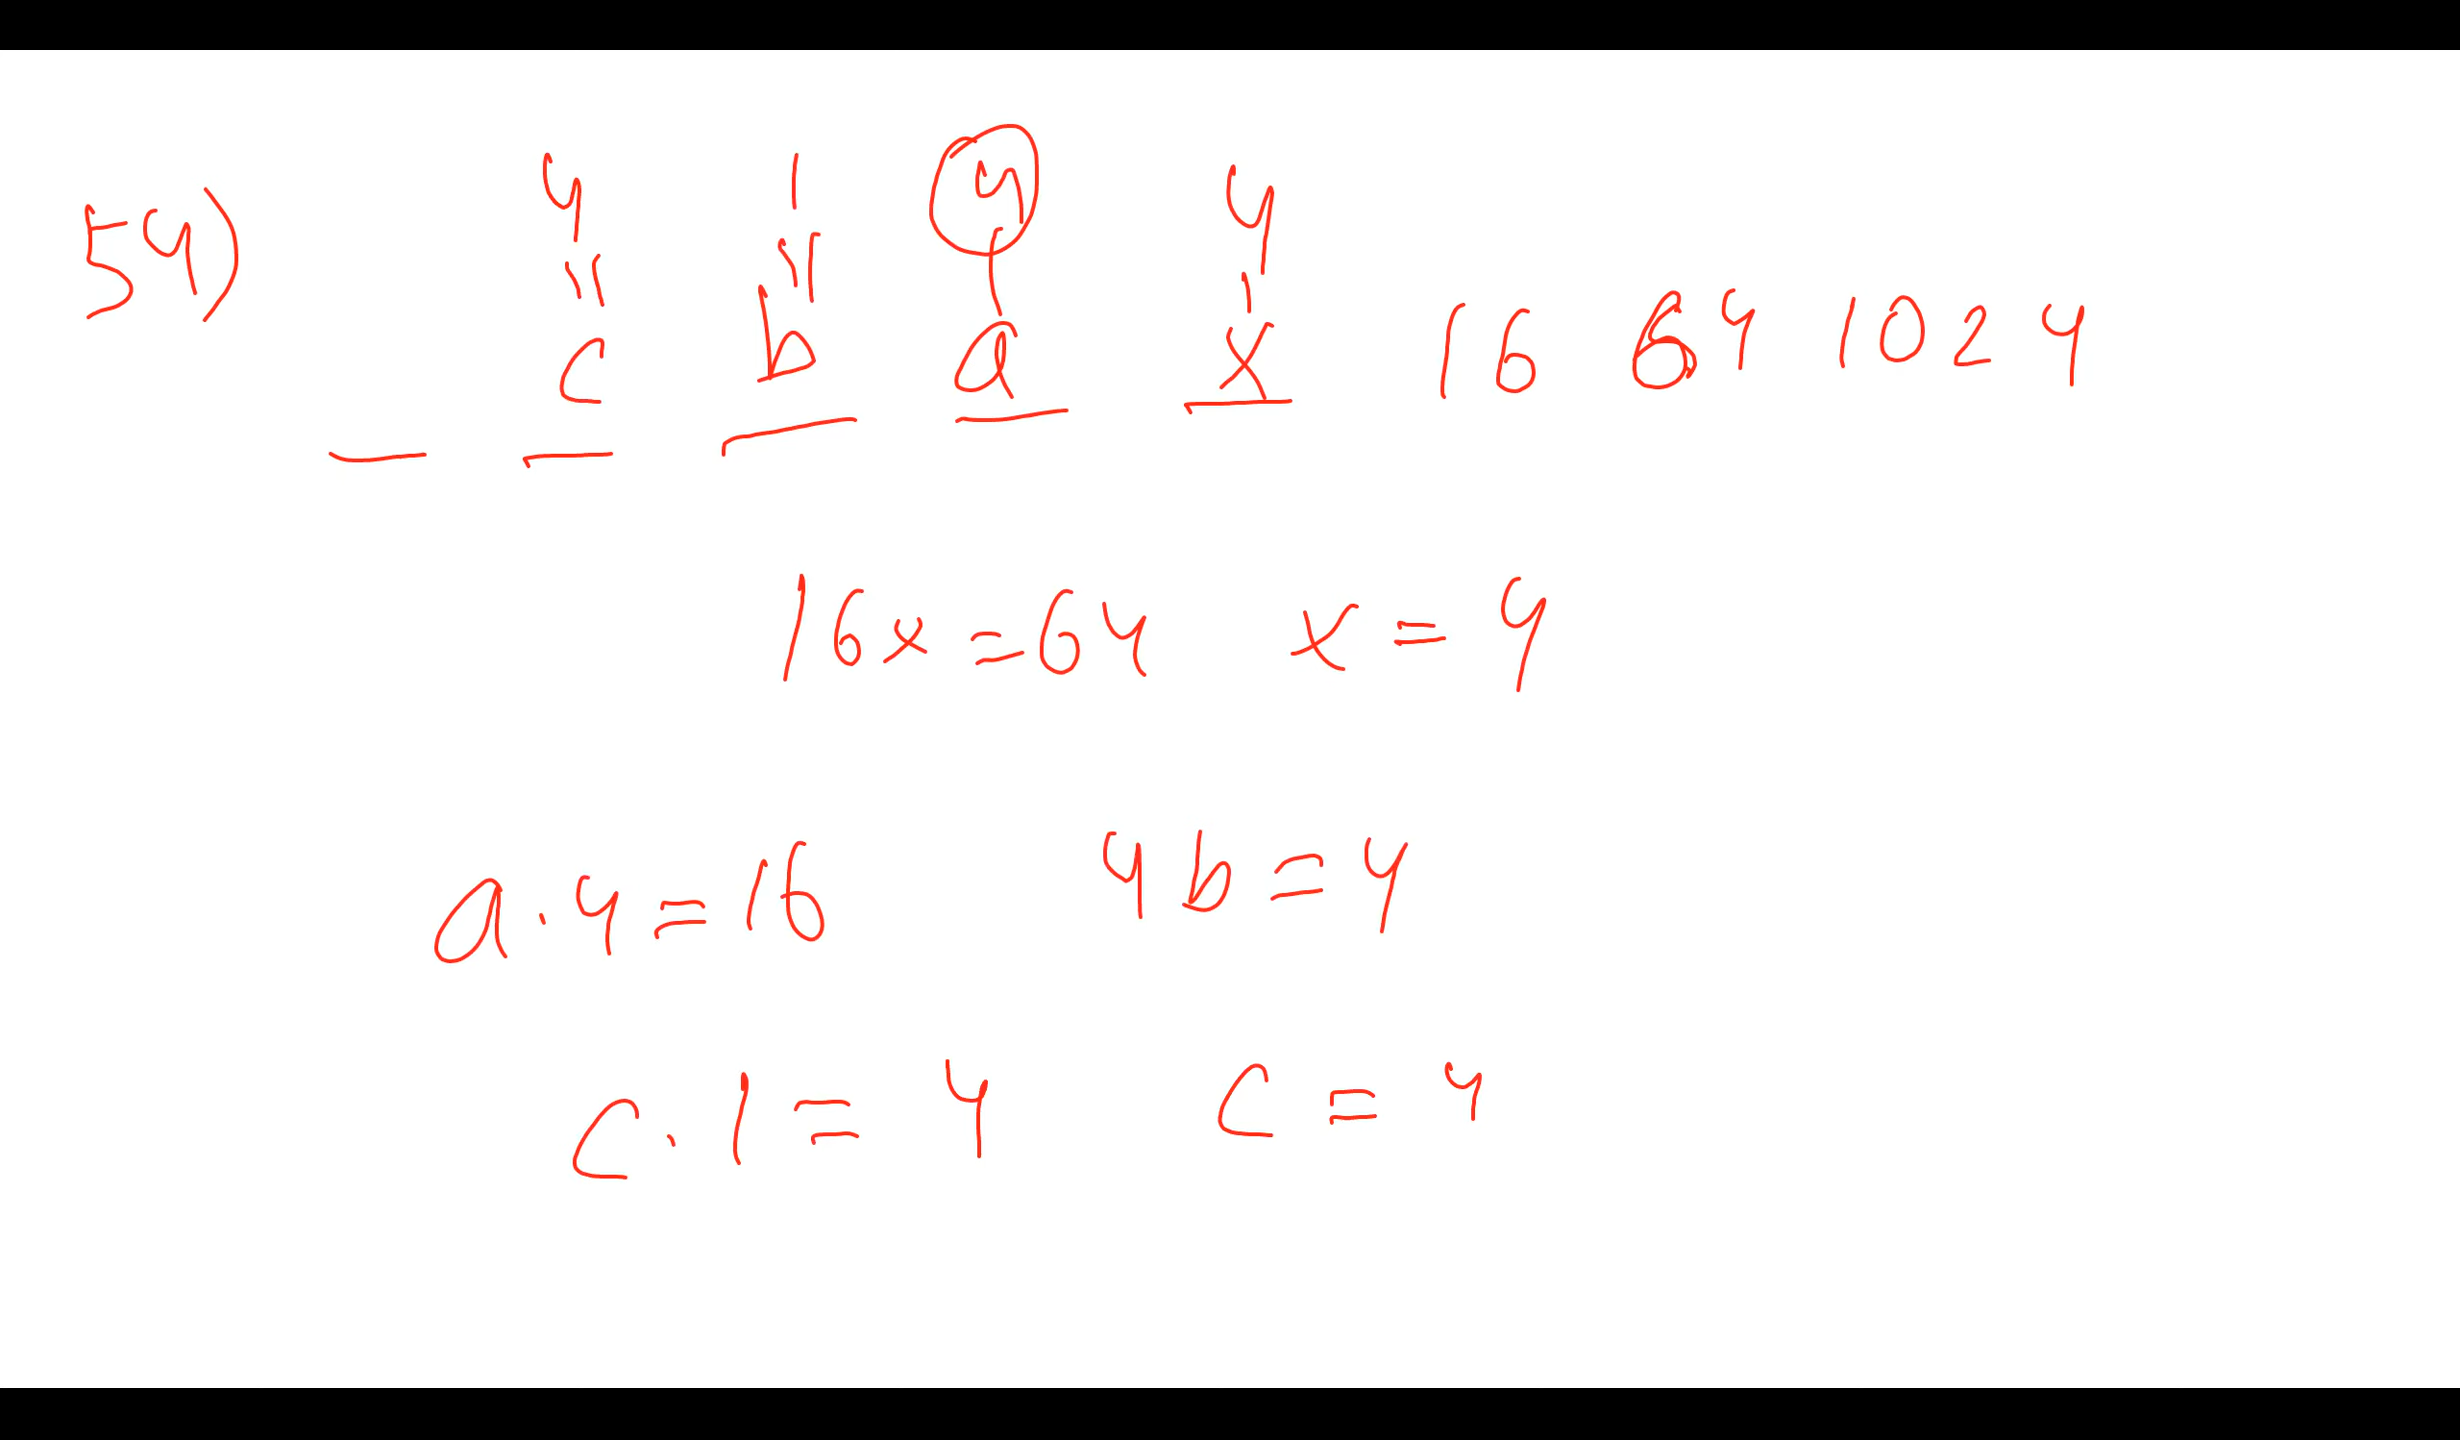 4 1 4 4
54) c b a x 16 64 1024
16x = 64 x = 4
a · 4 = 16 4b = 4
c · 1 = 4 c = 4